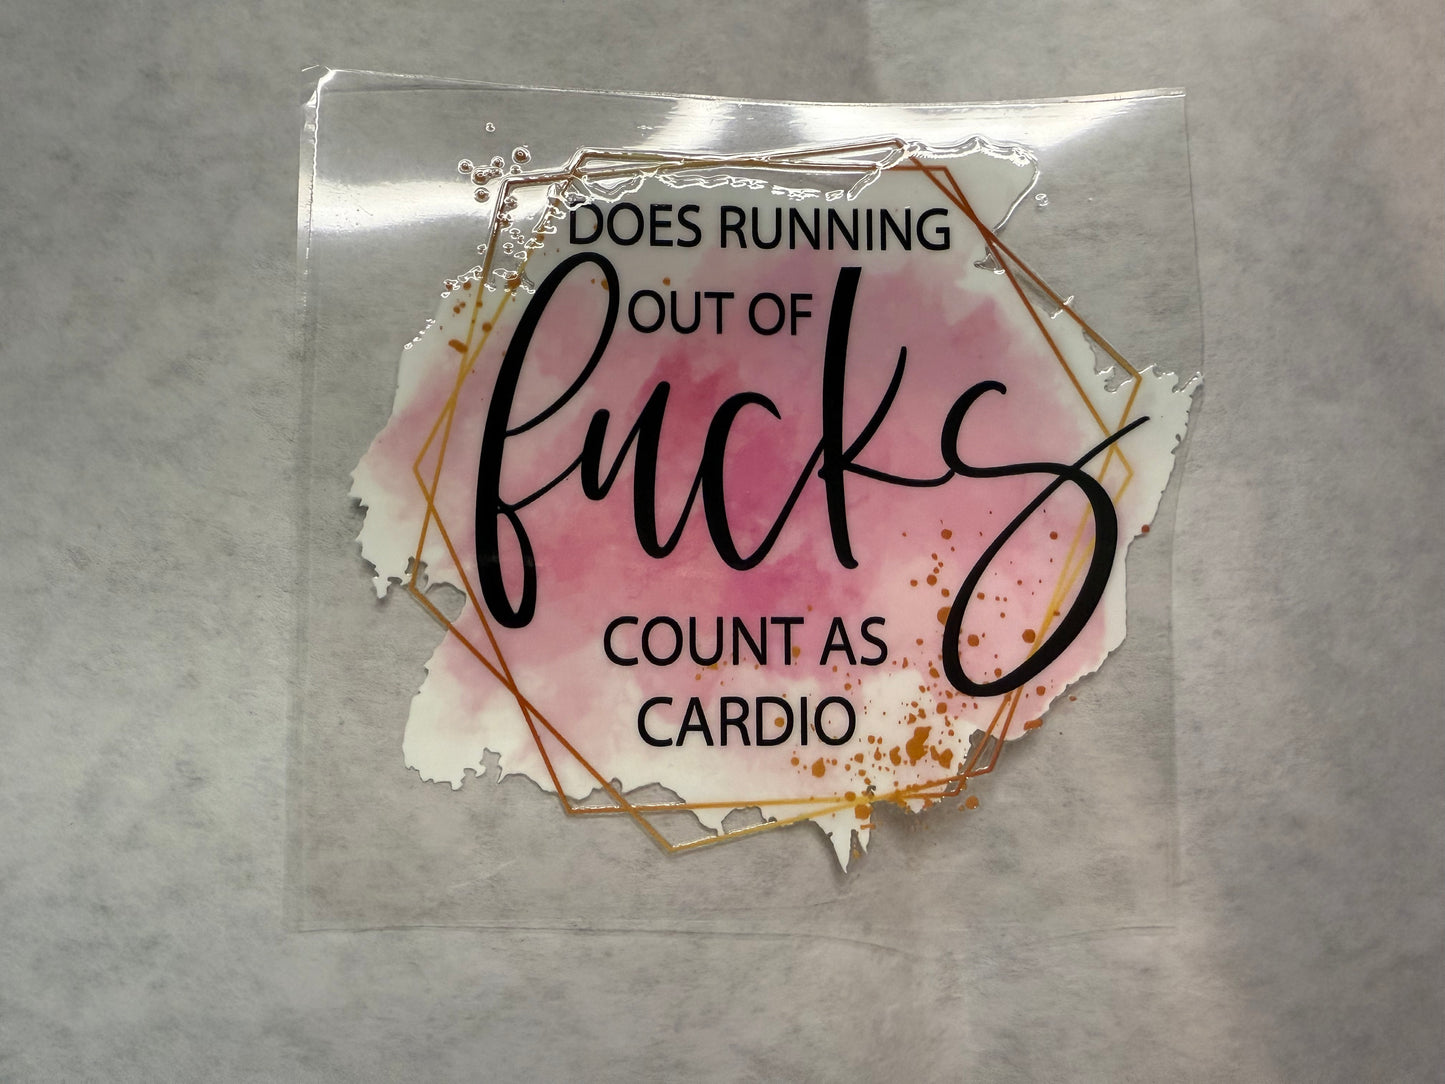 DOES RUNNING
OUT OF
fucks
COUNT AS
CARDIO